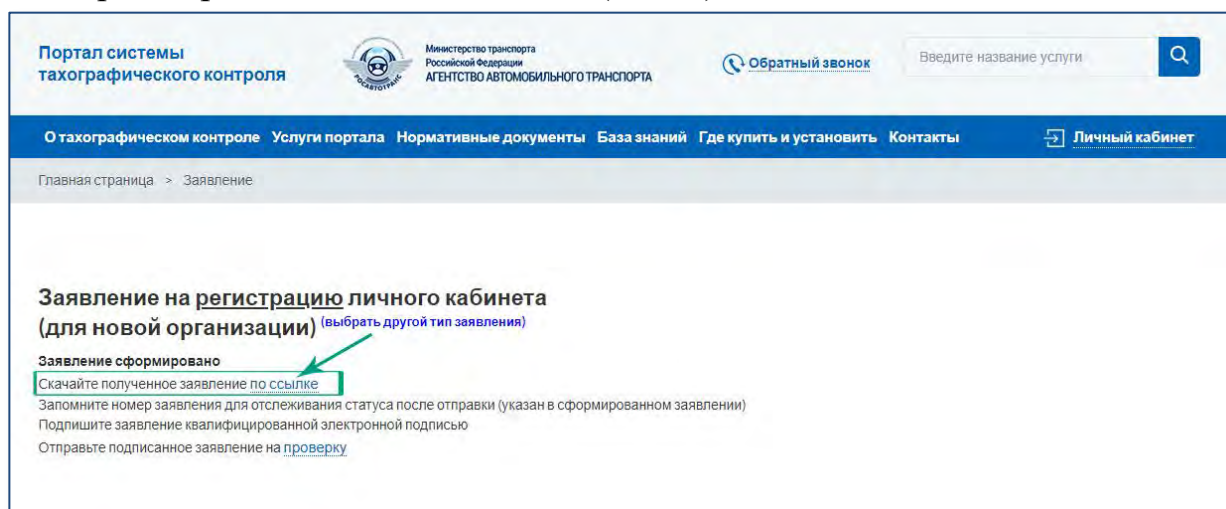 Портал системы
тахографического контроля
РОСАВТОТРАНС
Министерство транспорта
Российской Федерации
АГЕНТСТВО АВТОМОБИЛЬНОГО ТРАНСПОРТА
Обратный звонок
Введите название услуги
О тахографическом контроле Услуги портала Нормативные документы База знаний Где купить и установить Контакты Личный кабинет
Главная страница > Заявление
Заявление на регистрацию личного кабинета
(для новой организации) (выбрать другой тип заявления)
Заявление сформировано
Скачайте полученное заявление по ссылке
Запомните номер заявления для отслеживания статуса после отправки (указан в сформированном заявлении)
Подпишите заявление квалифицированной электронной подписью
Отправьте подписанное заявление на проверку